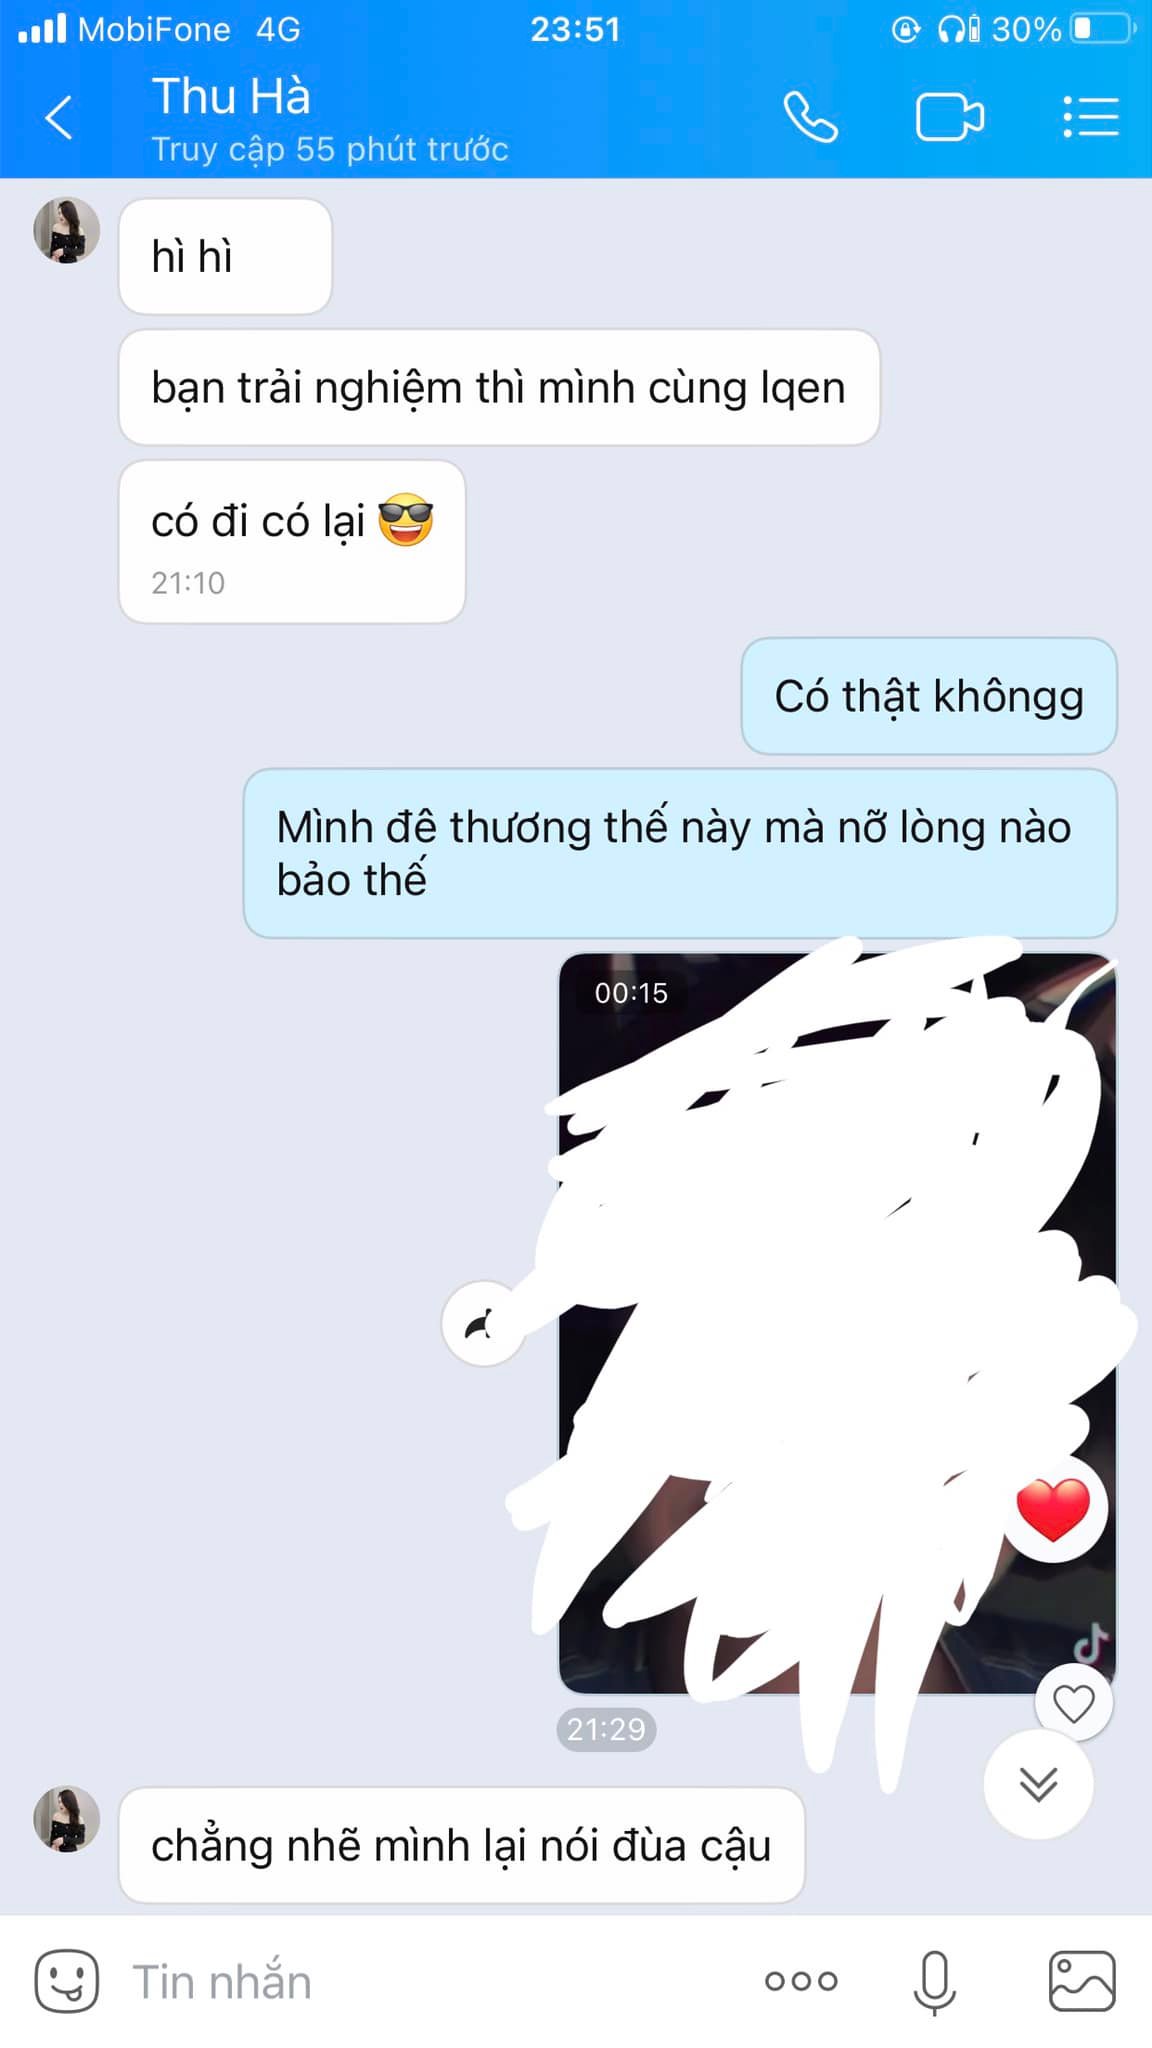 MobiFone 4G 23:51 30%
Thu Hà
Truy cập 55 phút trước
hì hì
bạn trải nghiệm thì mình cùng lqen
có đi có lại 😎
21:10
Có thật khôngg
Mình đê thương thế này mà nỡ lòng nào
bảo thế
00:15
21:29
chẳng nhẽ mình lại nói đùa cậu
Tin nhắn